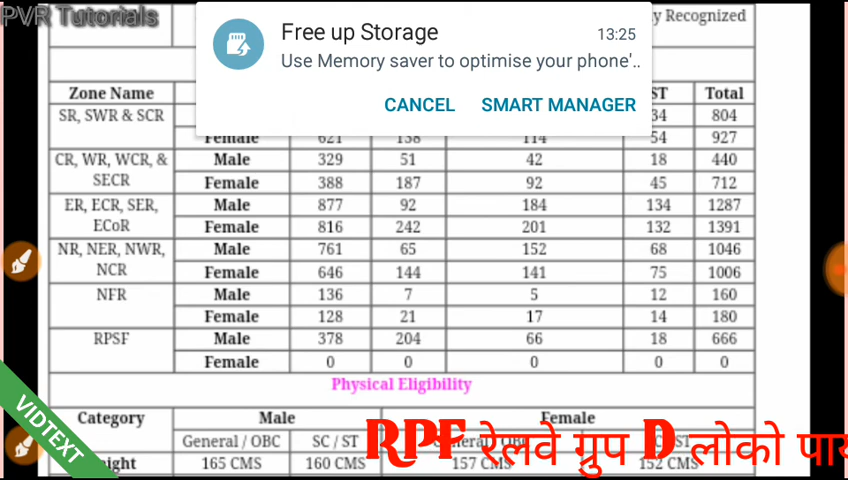 PVR Tutorials
y Recognized
Free up Storage 13:25
Use Memory saver to optimise your phone'..
CANCEL SMART MANAGER
Zone Name ST Total
SR, SWR & SCR 34 804
Female 621 138 114 54 927
CR, WR, WCR, & SECR Male 329 51 42 18 440
Female 388 187 92 45 712
ER, ECR, SER, ECoR Male 877 92 184 134 1287
Female 816 242 201 132 1391
NR, NER, NWR, NCR Male 761 65 152 68 1046
Female 646 144 141 75 1006
NFR Male 136 7 5 12 160
Female 128 21 17 14 180
RPSF Male 378 204 66 18 666
Female 0 0 0 0 0
Physical Eligibility
Category Male Female
General / OBC SC / ST
ight 165 CMS 160 CMS 157 CMS 152 CMS
RPF रेलवे ग्रुप D लोको पाय
VIDTEXT